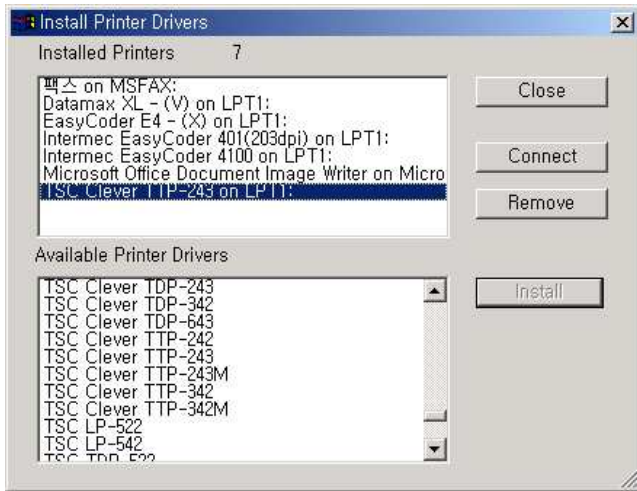 Install Printer Drivers
Installed Printers 7
팩스 on MSFAX:
Datamax XL - (V) on LPT1:
EasyCoder E4 - (X) on LPT1:
Intermec EasyCoder 401(203dpi) on LPT1:
Intermec EasyCoder 4100 on LPT1:
Microsoft Office Document Image Writer on Micro
TSC Clever TTP-243 on LPT1:
Close
Connect
Remove
Available Printer Drivers
TSC Clever TDP-243
TSC Clever TDP-342
TSC Clever TDP-643
TSC Clever TTP-242
TSC Clever TTP-243
TSC Clever TTP-243M
TSC Clever TTP-342
TSC Clever TTP-342M
TSC LP-522
TSC LP-542
TSC TDP-522
Install